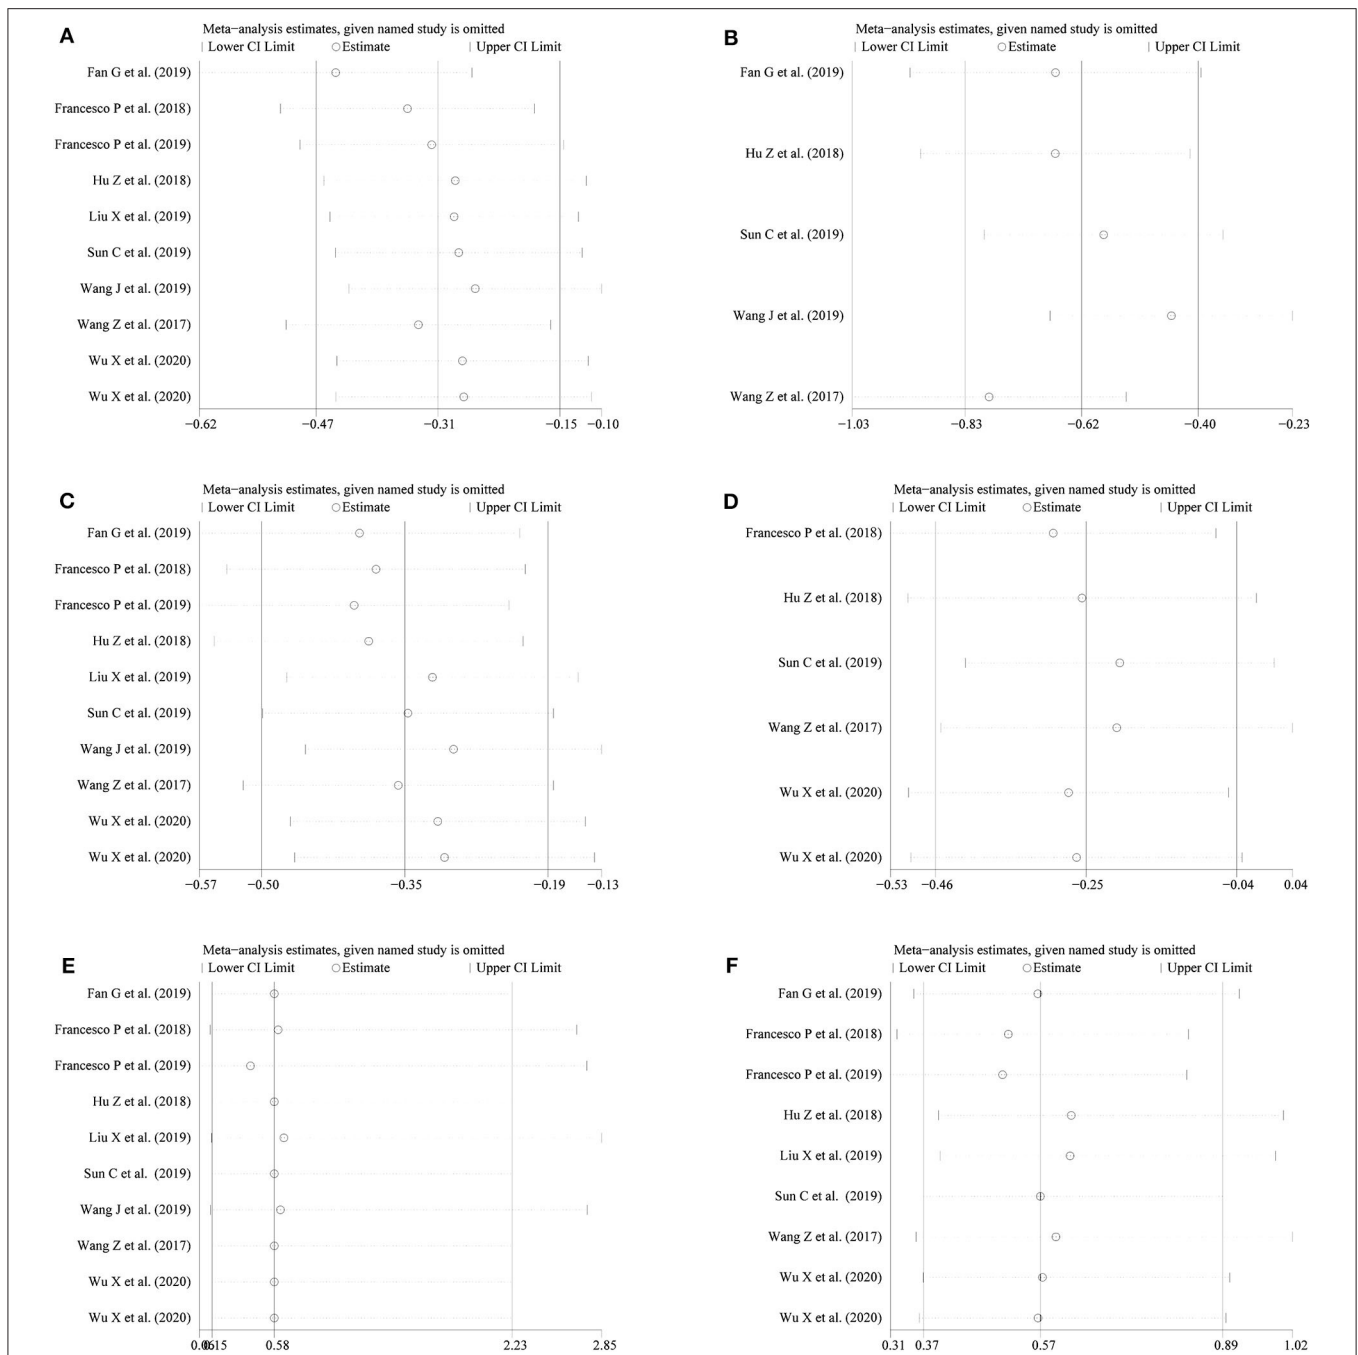 A
Meta−analysis estimates, given named study is omitted
| Lower CI Limit ○Estimate | Upper CI Limit
Fan G et al. (2019)
Francesco P et al. (2018)
Francesco P et al. (2019)
Hu Z et al. (2018)
Liu X et al. (2019)
Sun C et al. (2019)
Wang J et al. (2019)
Wang Z et al. (2017)
Wu X et al. (2020)
Wu X et al. (2020)
−0.62 −0.47 −0.31 −0.15 −0.10
B
Meta−analysis estimates, given named study is omitted
| Lower CI Limit ○Estimate | Upper CI Limit
Fan G et al. (2019)
Hu Z et al. (2018)
Sun C et al. (2019)
Wang J et al. (2019)
Wang Z et al. (2017)
−1.03 −0.83 −0.62 −0.40 −0.23
C
Meta−analysis estimates, given named study is omitted
| Lower CI Limit ○Estimate | Upper CI Limit
Fan G et al. (2019)
Francesco P et al. (2018)
Francesco P et al. (2019)
Hu Z et al. (2018)
Liu X et al. (2019)
Sun C et al. (2019)
Wang J et al. (2019)
Wang Z et al. (2017)
Wu X et al. (2020)
Wu X et al. (2020)
−0.57 −0.50 −0.35 −0.19 −0.13
D
Meta−analysis estimates, given named study is omitted
| Lower CI Limit ○Estimate | Upper CI Limit
Francesco P et al. (2018)
Hu Z et al. (2018)
Sun C et al. (2019)
Wang Z et al. (2017)
Wu X et al. (2020)
Wu X et al. (2020)
−0.53 −0.46 −0.25 −0.04 0.04
E
Meta−analysis estimates, given named study is omitted
| Lower CI Limit ○Estimate | Upper CI Limit
Fan G et al. (2019)
Francesco P et al. (2018)
Francesco P et al. (2019)
Hu Z et al. (2018)
Liu X et al. (2019)
Sun C et al. (2019)
Wang J et al. (2019)
Wang Z et al. (2017)
Wu X et al. (2020)
Wu X et al. (2020)
0.06 0.15 0.58 2.23 2.85
F
Meta−analysis estimates, given named study is omitted
| Lower CI Limit ○Estimate | Upper CI Limit
Fan G et al. (2019)
Francesco P et al. (2018)
Francesco P et al. (2019)
Hu Z et al. (2018)
Liu X et al. (2019)
Sun C et al. (2019)
Wang Z et al. (2017)
Wu X et al. (2020)
Wu X et al. (2020)
0.31 0.37 0.57 0.89 1.02